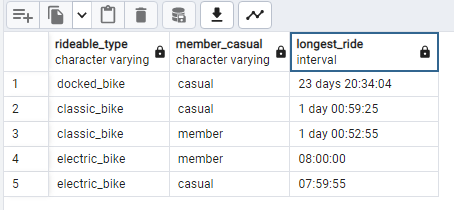 rideable_type member_casual longest_ride
character varying character varying interval
1 docked_bike casual 23 days 20:34:04
2 classic_bike casual 1 day 00:59:25
3 classic_bike member 1 day 00:52:55
4 electric_bike member 08:00:00
5 electric_bike casual 07:59:55